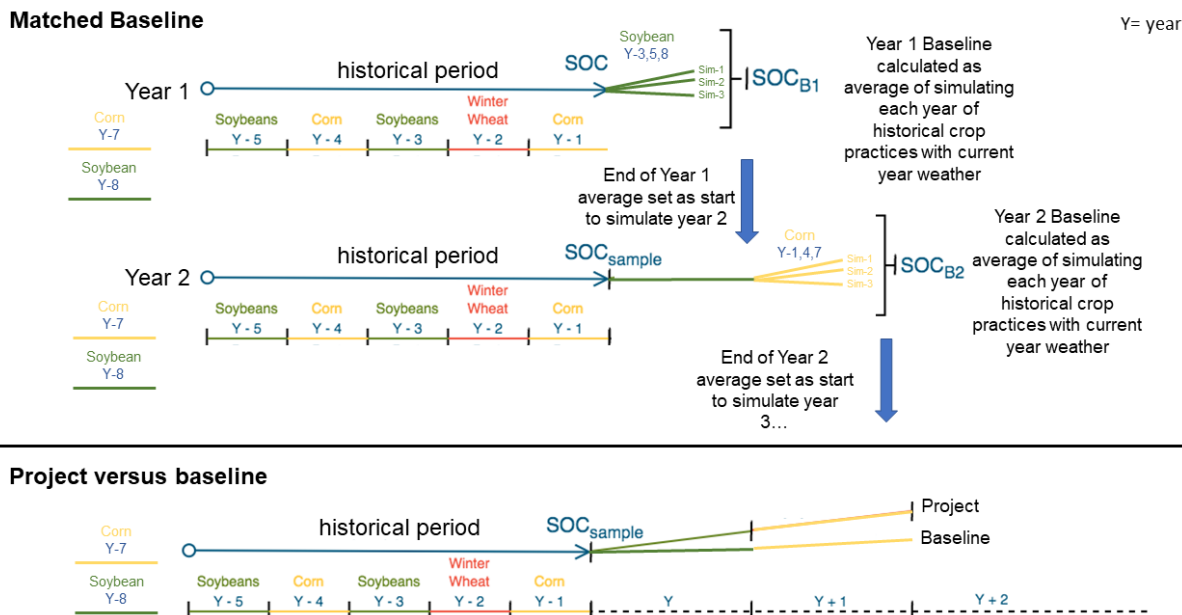 Matched Baseline
Y= year
Soybean
Y-3,5,8
SOC
historical period
Year 1
Sim-1
Sim-2
Sim-3
SOCB1
Year 1 Baseline
calculated as
average of simulating
each year of
historical crop
practices with current
year weather
Corn
Y-7
Soybean
Y-8
Soybeans
Y - 5
Corn
Y - 4
Soybeans
Y - 3
Winter
Wheat
Y - 2
Corn
Y - 1
End of Year 1
average set as start
to simulate year 2
historical period
SOCsample
Year 2
Corn
Y-1,4,7
Sim-1
Sim-2
Sim-3
SOCB2
Year 2 Baseline
calculated as
average of simulating
each year of
historical crop
practices with current
year weather
Corn
Y-7
Soybean
Y-8
Soybeans
Y - 5
Corn
Y - 4
Soybeans
Y - 3
Winter
Wheat
Y - 2
Corn
Y - 1
End of Year 2
average set as start
to simulate year
3...
Project versus baseline
historical period
SOCsample
Project
Baseline
Corn
Y-7
Soybean
Y-8
Soybeans
Y - 5
Corn
Y - 4
Soybeans
Y - 3
Winter
Wheat
Y - 2
Corn
Y - 1
Y
Y + 1
Y + 2